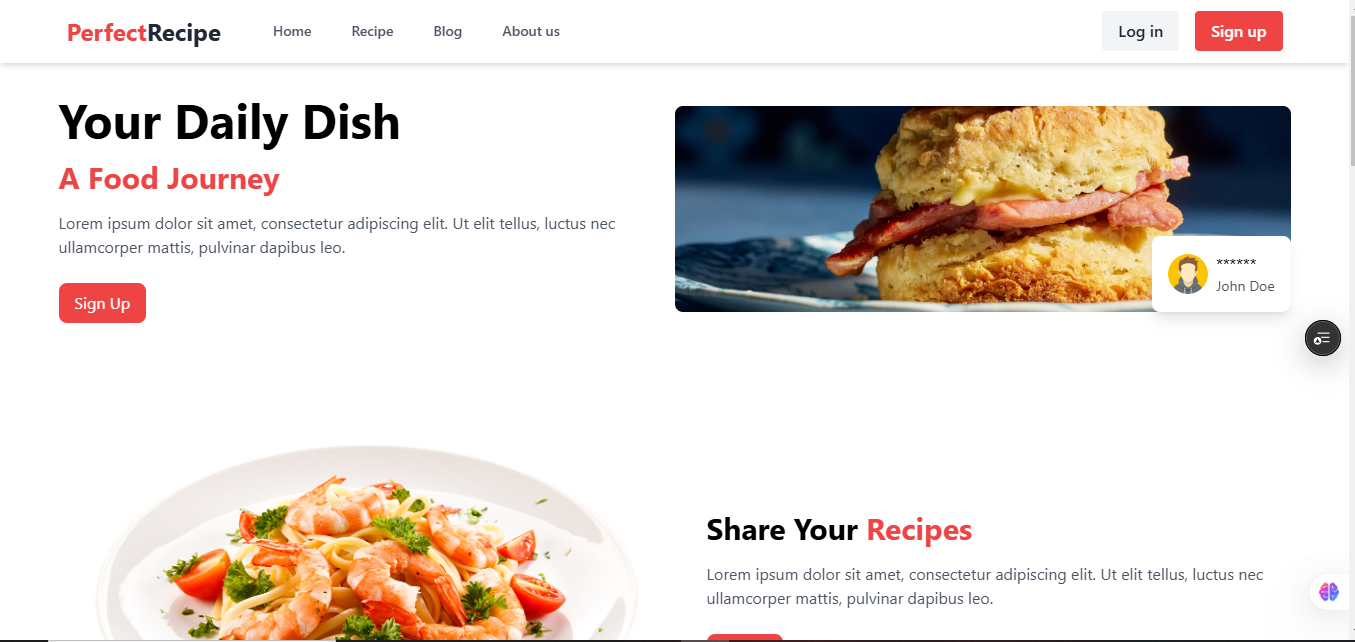 PerfectRecipe
Home
Recipe
Blog
About us
Log in
Sign up
Your Daily Dish
A Food Journey
Lorem ipsum dolor sit amet, consectetur adipiscing elit. Ut elit tellus, luctus nec
ullamcorper mattis, pulvinar dapibus leo.
Sign Up
******
John Doe
Share Your Recipes
Lorem ipsum dolor sit amet, consectetur adipiscing elit. Ut elit tellus, luctus nec
ullamcorper mattis, pulvinar dapibus leo.